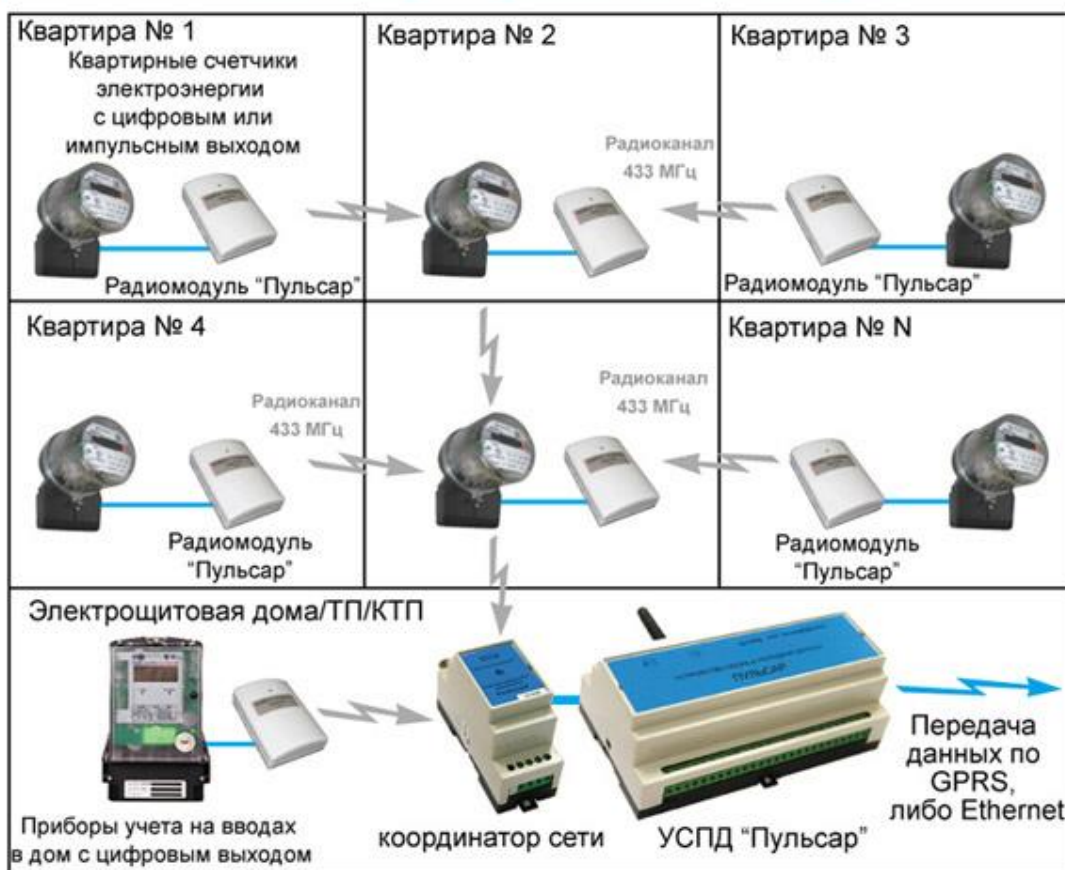 Квартира № 1
Квартирные счетчики
электроэнергии
с цифровым или
импульсным выходом
Радиомодуль “Пульсар”
Квартира № 2
Радиоканал
433 МГц
Квартира № 3
Радиомодуль “Пульсар”
Квартира № 4
Радиоканал
433 МГц
Радиомодуль
“Пульсар”
Радиоканал
433 МГц
Квартира № N
Радиомодуль
“Пульсар”
Электрощитовая дома/ТП/КТП
Приборы учета на вводах
в дом с цифровым выходом
координатор сети
ПУЛЬСАР
УСПД “Пульсар”
Передача
данных по
GPRS,
либо Ethernet